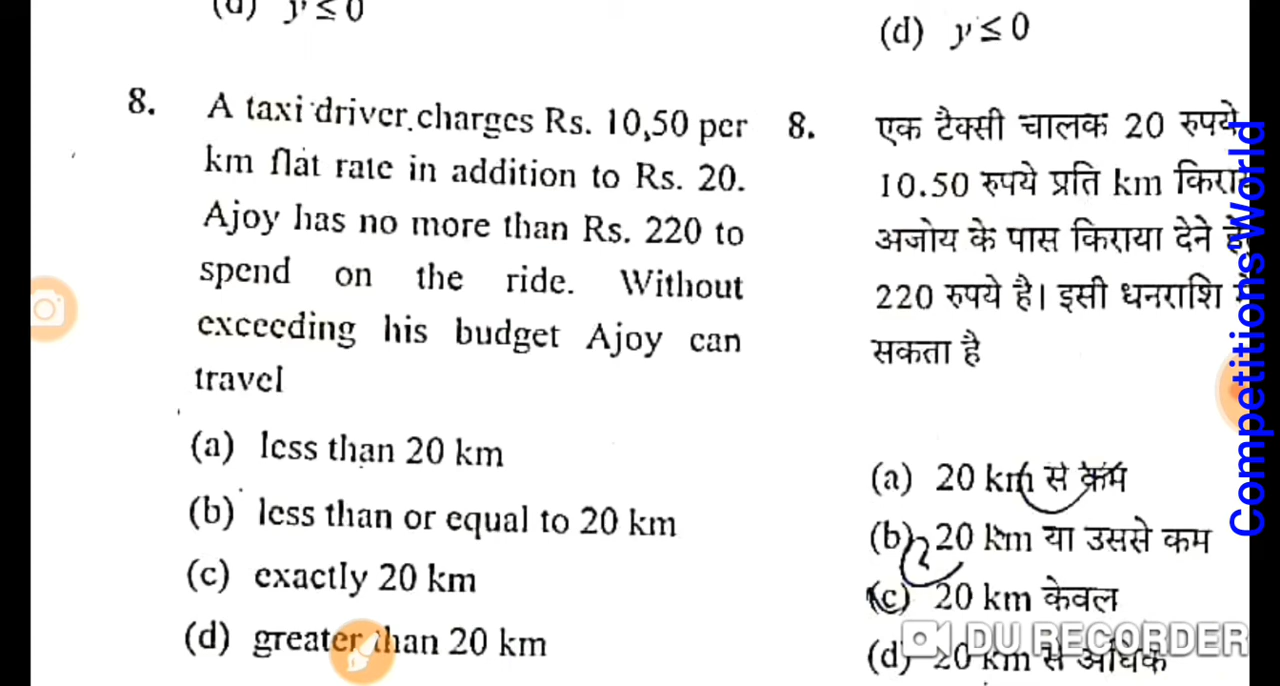 (d) y ≤ 0
8. A taxi driver charges Rs. 10,50 per
km flat rate in addition to Rs. 20.
Ajoy has no more than Rs. 220 to
spend on the ride. Without
exceeding his budget Ajoy can
travel
(a) less than 20 km
(b) less than or equal to 20 km
(c) exactly 20 km
(d) greater than 20 km
(d) y ≤ 0
8. एक टैक्सी चालक 20 रुपये
10.50 रुपये प्रति km
अजोय के पास किराया देने
220 रुपये है। इसी धनराशि
सकता है
(a) 20 km से कम
(b) 20 km या उससे कम
(c) 20 km केवल
(d) 20 km से अधिक
Competitions World
DU RECORDER